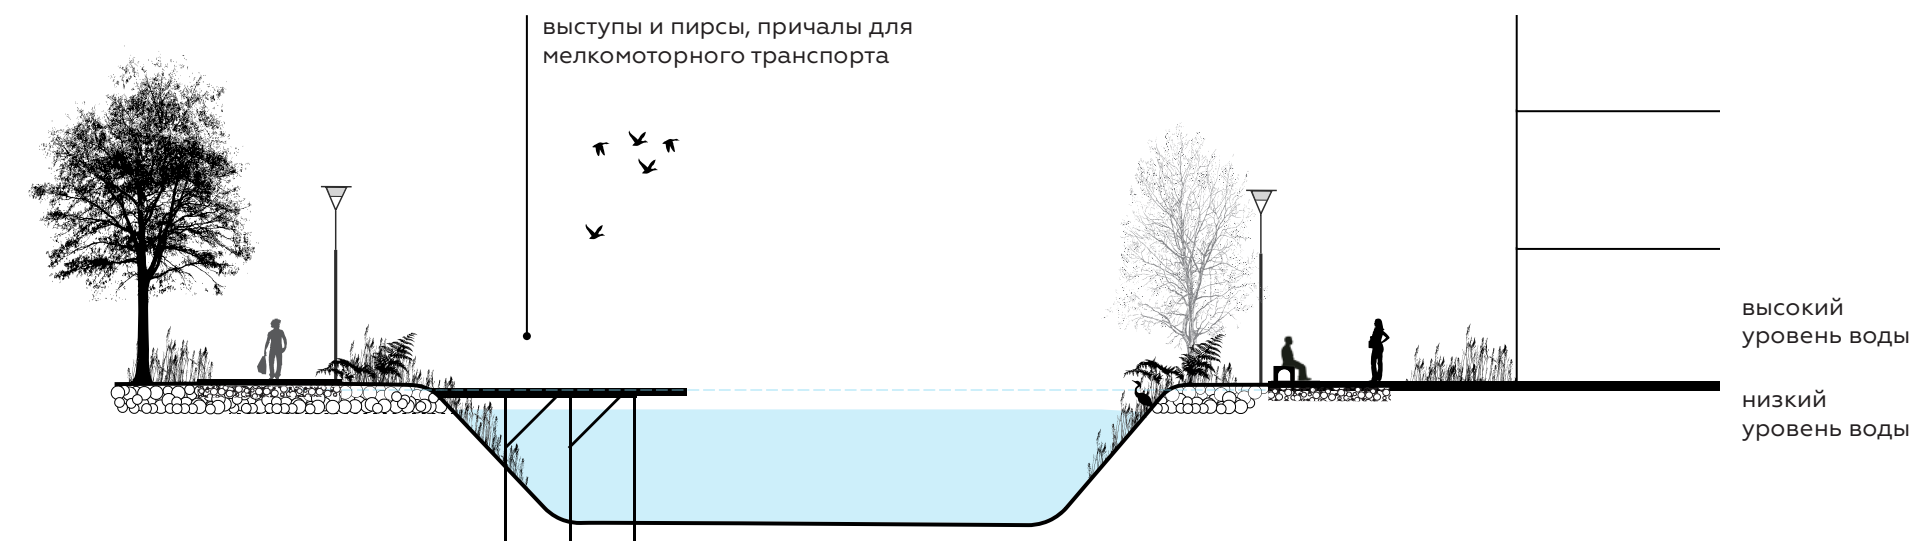 выступы и пирсы, причалы для
мелкомоторного транспорта
высокий
уровень воды
низкий
уровень воды